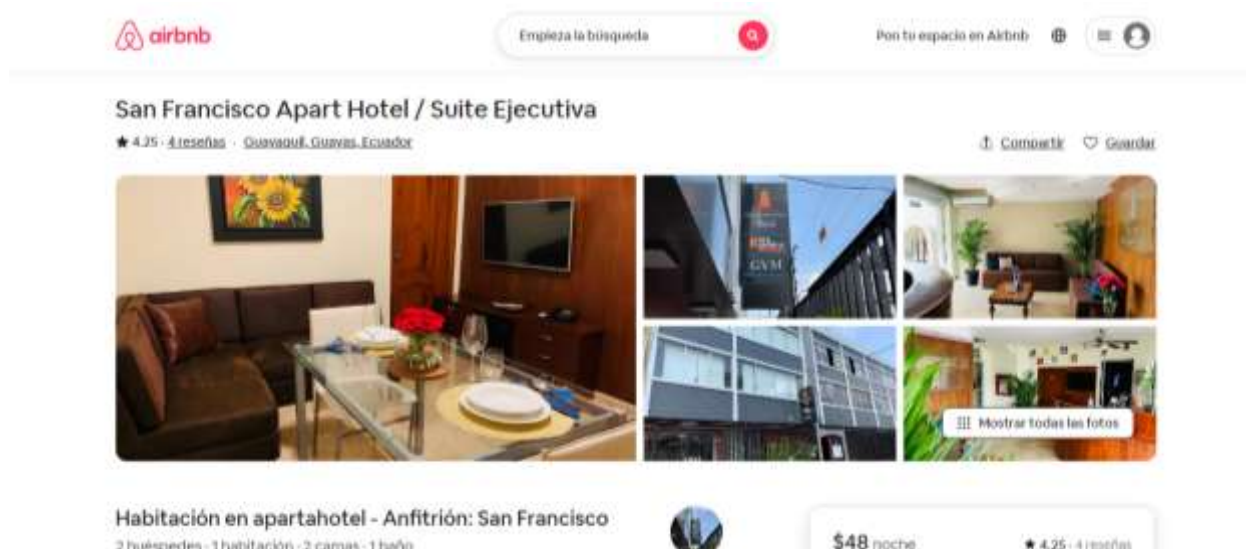 airbnb
Empieza la búsqueda
Pon tu espacio en Airbnb
San Francisco Apart Hotel / Suite Ejecutiva
★ 4,25 · 4 reseñas · Guayaquil, Guayas, Ecuador
Compartir Guardar
GYM
Mostrar todas las fotos
Habitación en apartahotel - Anfitrión: San Francisco
2 huéspedes · 1 habitación · 2 camas · 1 baño
$48 noche
★ 4,25 · 4 reseñas